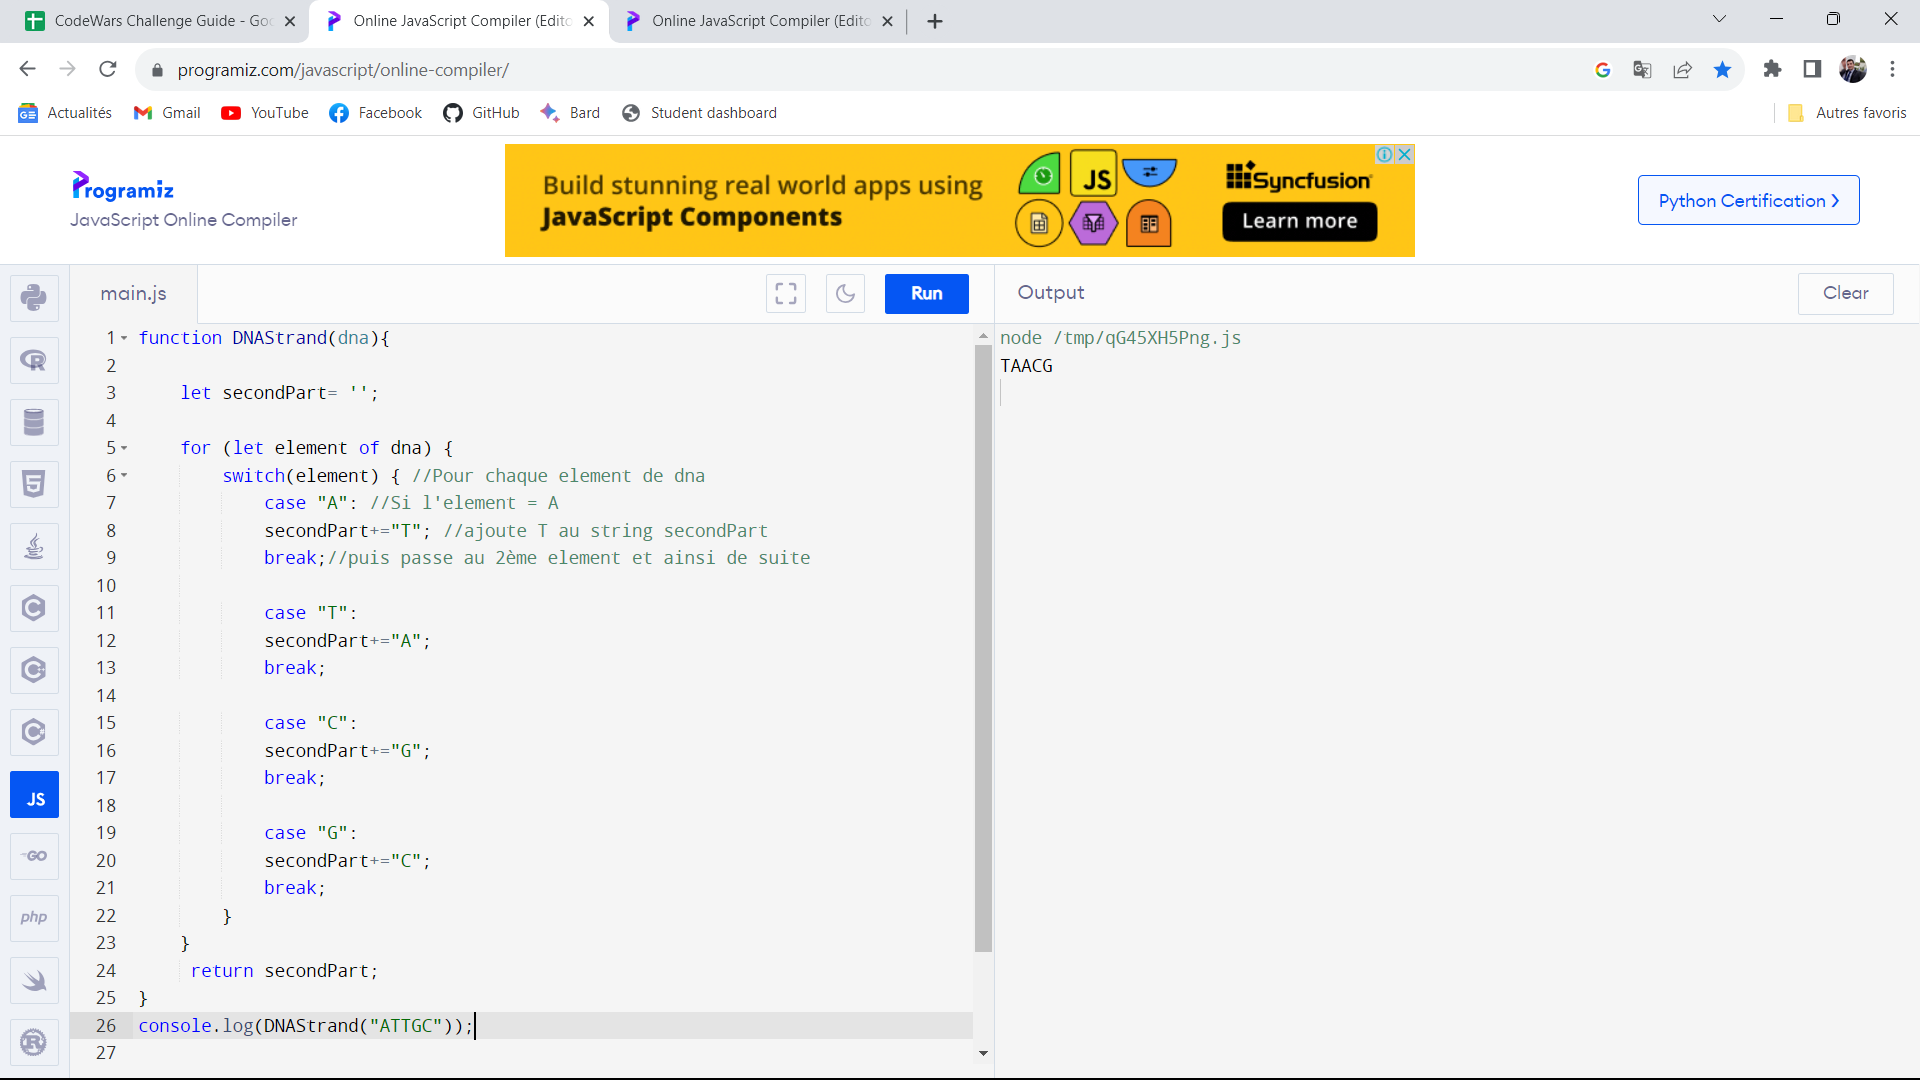 CodeWars Challenge Guide - Goo
Online JavaScript Compiler (Edito
Online JavaScript Compiler (Edito
programiz.com/javascript/online-compiler/
Actualités
Gmail
YouTube
Facebook
GitHub
Bard
Student dashboard
Autres favoris
Programiz
JavaScript Online Compiler
Build stunning real world apps using
JavaScript Components
JS
Syncfusion
Learn more
Python Certification
main.js
Run
Output
Clear
1 function DNAStrand(dna){
2
3 let secondPart= '';
4
5 for (let element of dna) {
6 switch(element) { //Pour chaque element de dna
7 case "A": //Si l'element = A
8 secondPart+="T"; //ajoute T au string secondPart
9 break;//puis passe au 2ème element et ainsi de suite
10
11 case "T":
12 secondPart+="A";
13 break;
14
15 case "C":
16 secondPart+="G";
17 break;
18
19 case "G":
20 secondPart+="C";
21 break;
22 }
23 }
24 return secondPart;
25 }
26 console.log(DNAStrand("ATTGC"));
27
node /tmp/qG45XH5Png.js
TAACG
JS
GO
php